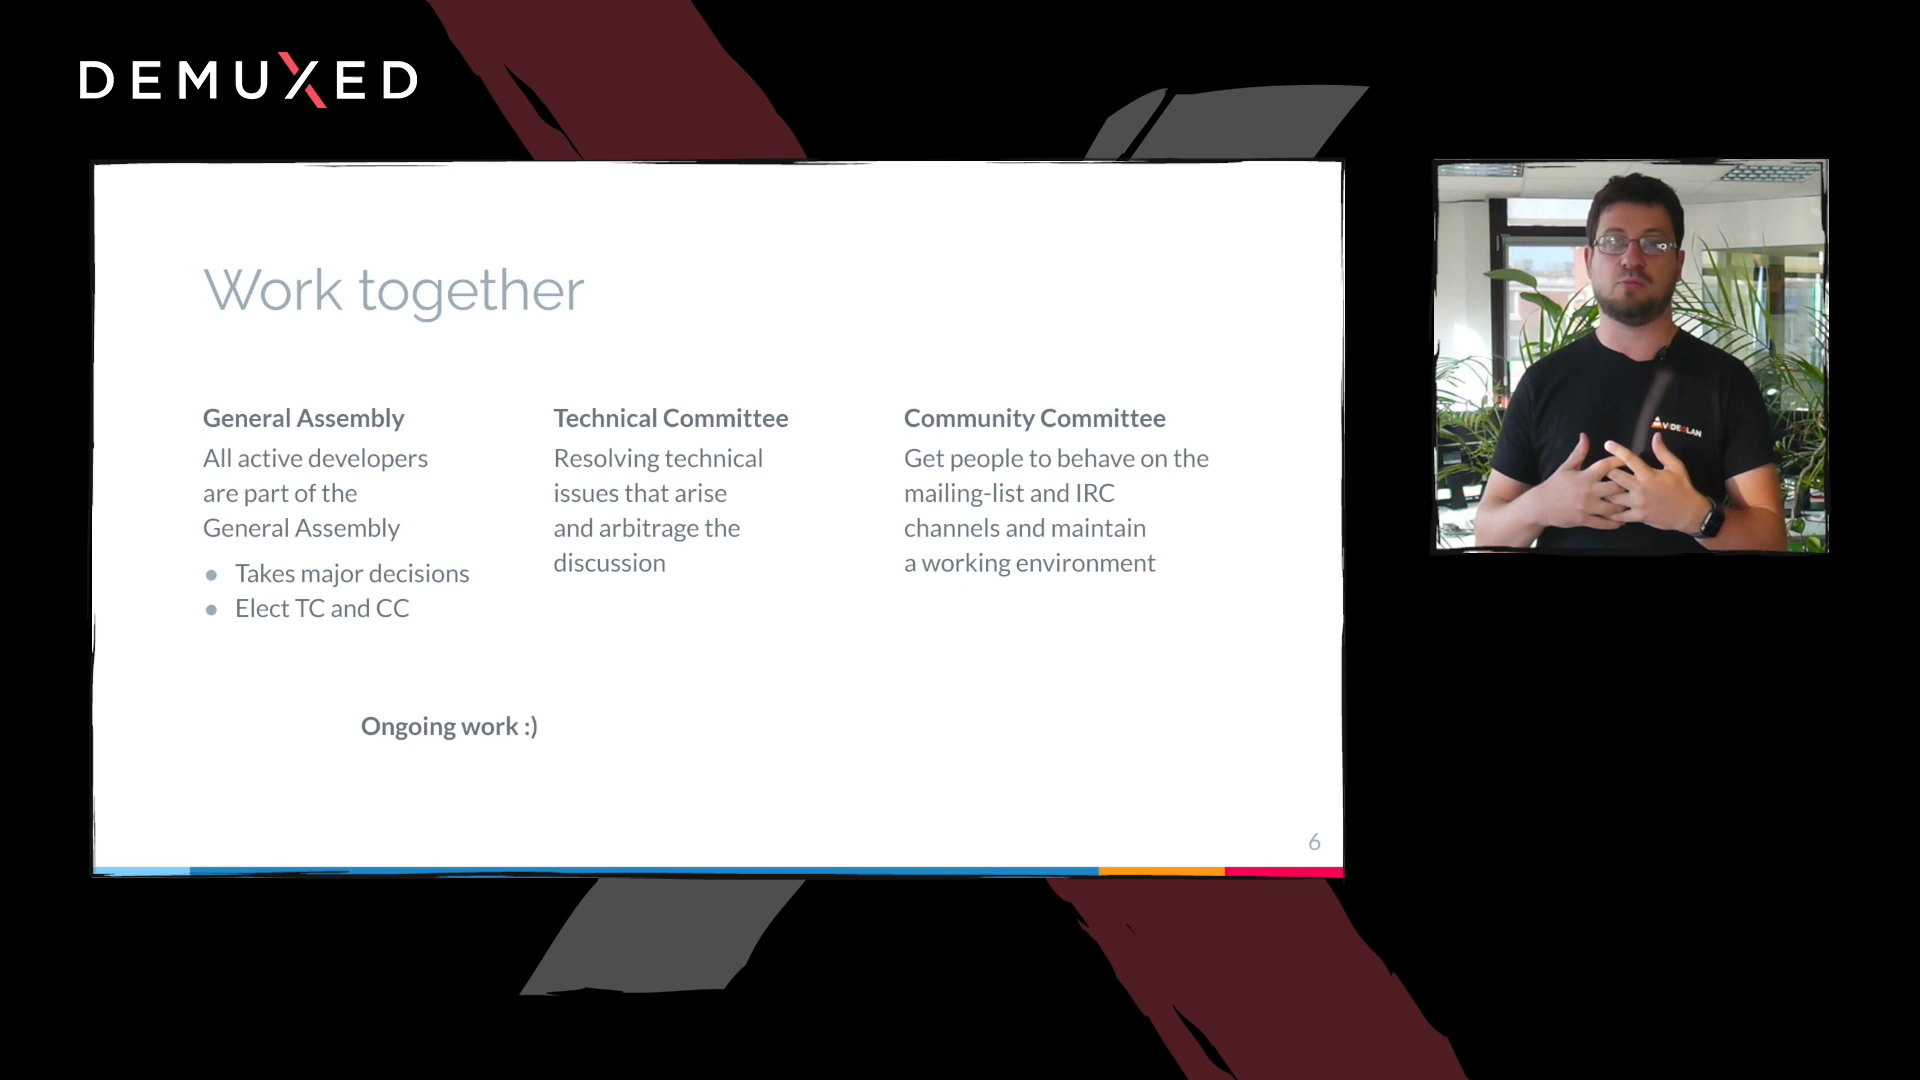 DEMUXED
Work together
General Assembly
All active developers
are part of the
General Assembly
● Takes major decisions
● Elect TC and CC
Technical Committee
Resolving technical
issues that arise
and arbitrage the
discussion
Community Committee
Get people to behave on the
mailing-list and IRC
channels and maintain
a working environment
Ongoing work :)
6
VIDEOLAN